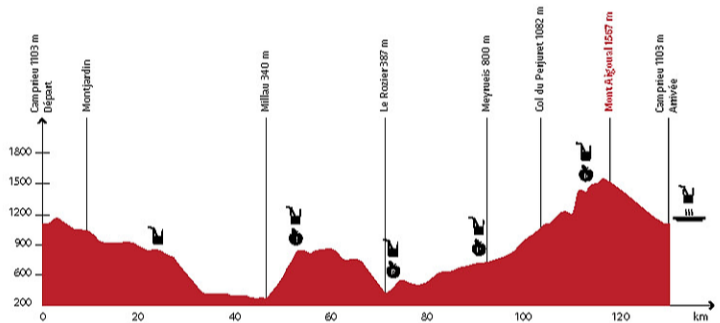 Camprieu 1103 m
Départ
Montjardin
Millau 340 m
Le Rozier 387 m
Meyrueis 800 m
Col du Perjuret 1082 m
Mont Aigoual 1567 m
Camprieu 1103 m
Arrivée
1800
1500
1200
900
600
200
0
20
40
60
80
100
120
km